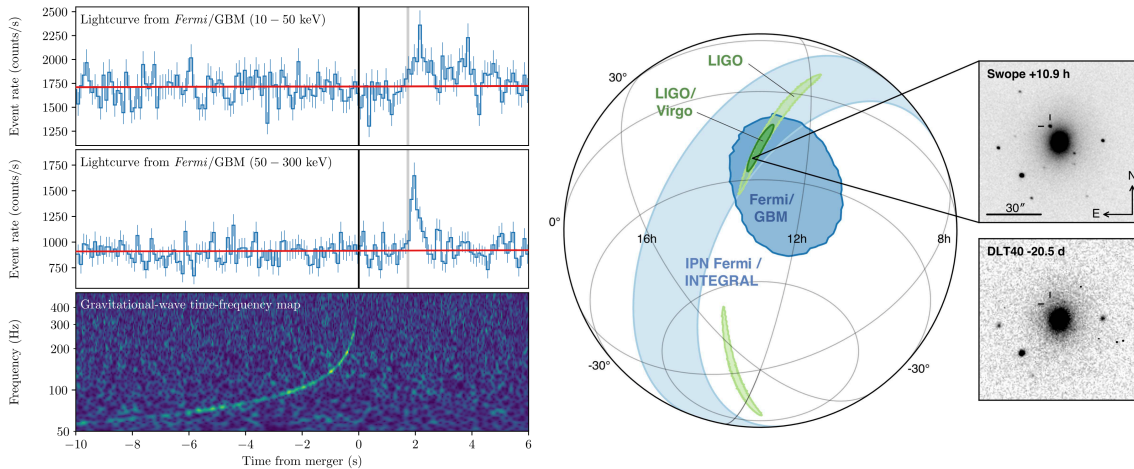 Lightcurve from Fermi/GBM (10 − 50 keV)
Event rate (counts/s)
2500
2250
2000
1750
1500
1250
Lightcurve from Fermi/GBM (50 − 300 keV)
Event rate (counts/s)
1750
1500
1250
1000
750
Gravitational-wave time-frequency map
Frequency (Hz)
500
400
300
200
100
50
−10
−8
−6
−4
−2
0
2
4
6
Time from merger (s)
LIGO
LIGO/
Virgo
Fermi/
GBM
IPN Fermi /
INTEGRAL
30°
30°
0°
16h
12h
8h
-30°
-30°
Swope +10.9 h
N
30"
E
DLT40 -20.5 d